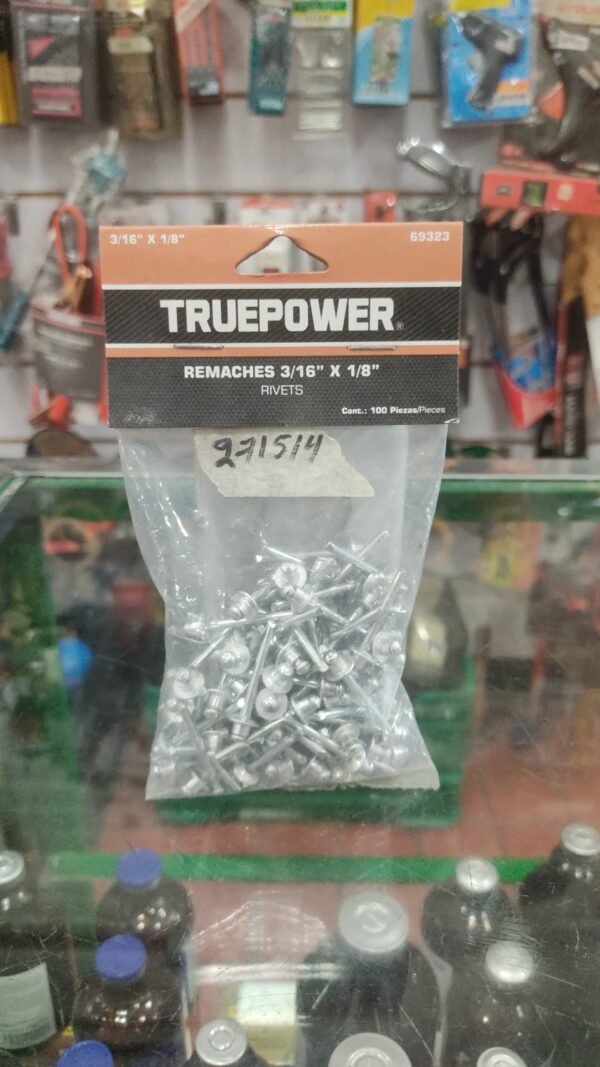 3/16" X 1/8" 69323
TRUEPOWER®
REMACHES 3/16" X 1/8"
RIVETS
Cont.: 100 Piezas/Pieces
271514